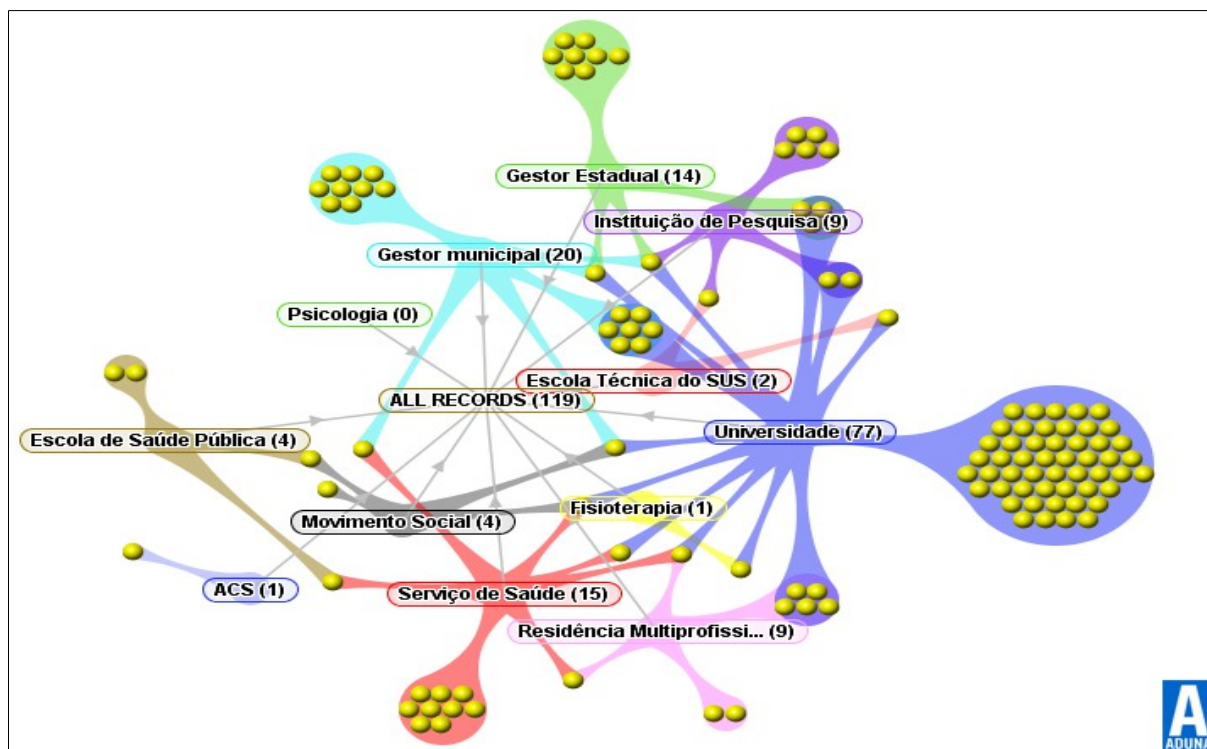 Gestor Estadual (14)
Instituição de Pesquisa (9)
Gestor municipal (20)
Psicologia (0)
Escola Técnica do SUS (2)
ALL RECORDS (119)
Universidade (77)
Escola de Saúde Pública (4)
Fisioterapia (1)
Movimento Social (4)
ACS (1)
Serviço de Saúde (15)
Residência Multiprofissi... (9)
A
ADUNA